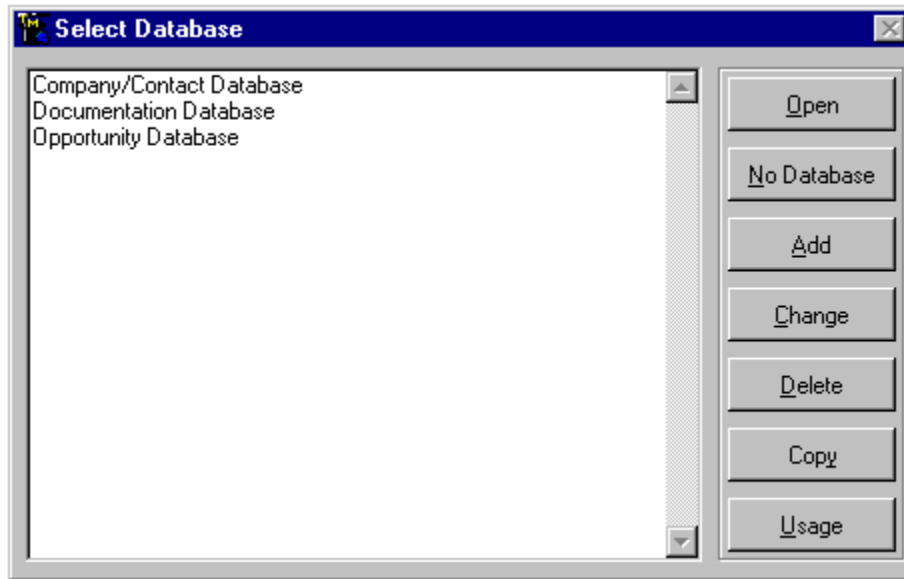 Select Database
Company/Contact Database
Documentation Database
Opportunity Database
Open
No Database
Add
Change
Delete
Copy
Usage